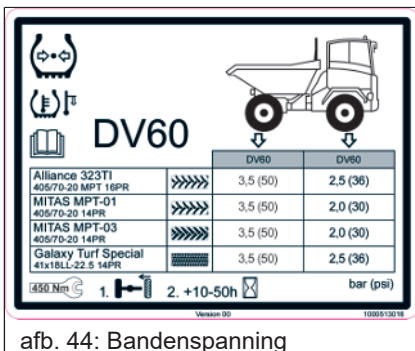 DV60
DV60 DV60
Alliance 323TI
405/70-20 MPT 16PR
3,5 (50) 2,5 (36)
MITAS MPT-01
405/70-20 14PR
3,5 (50) 2,0 (30)
MITAS MPT-03
405/70-20 14PR
3,5 (50) 2,0 (30)
Galaxy Turf Special
41x18LL-22.5 14PR
3,5 (50) 2,5 (36)
450 Nm 1. 2. +10-50h bar (psi)
Version 00 1000513016
afb. 44: Bandenspanning